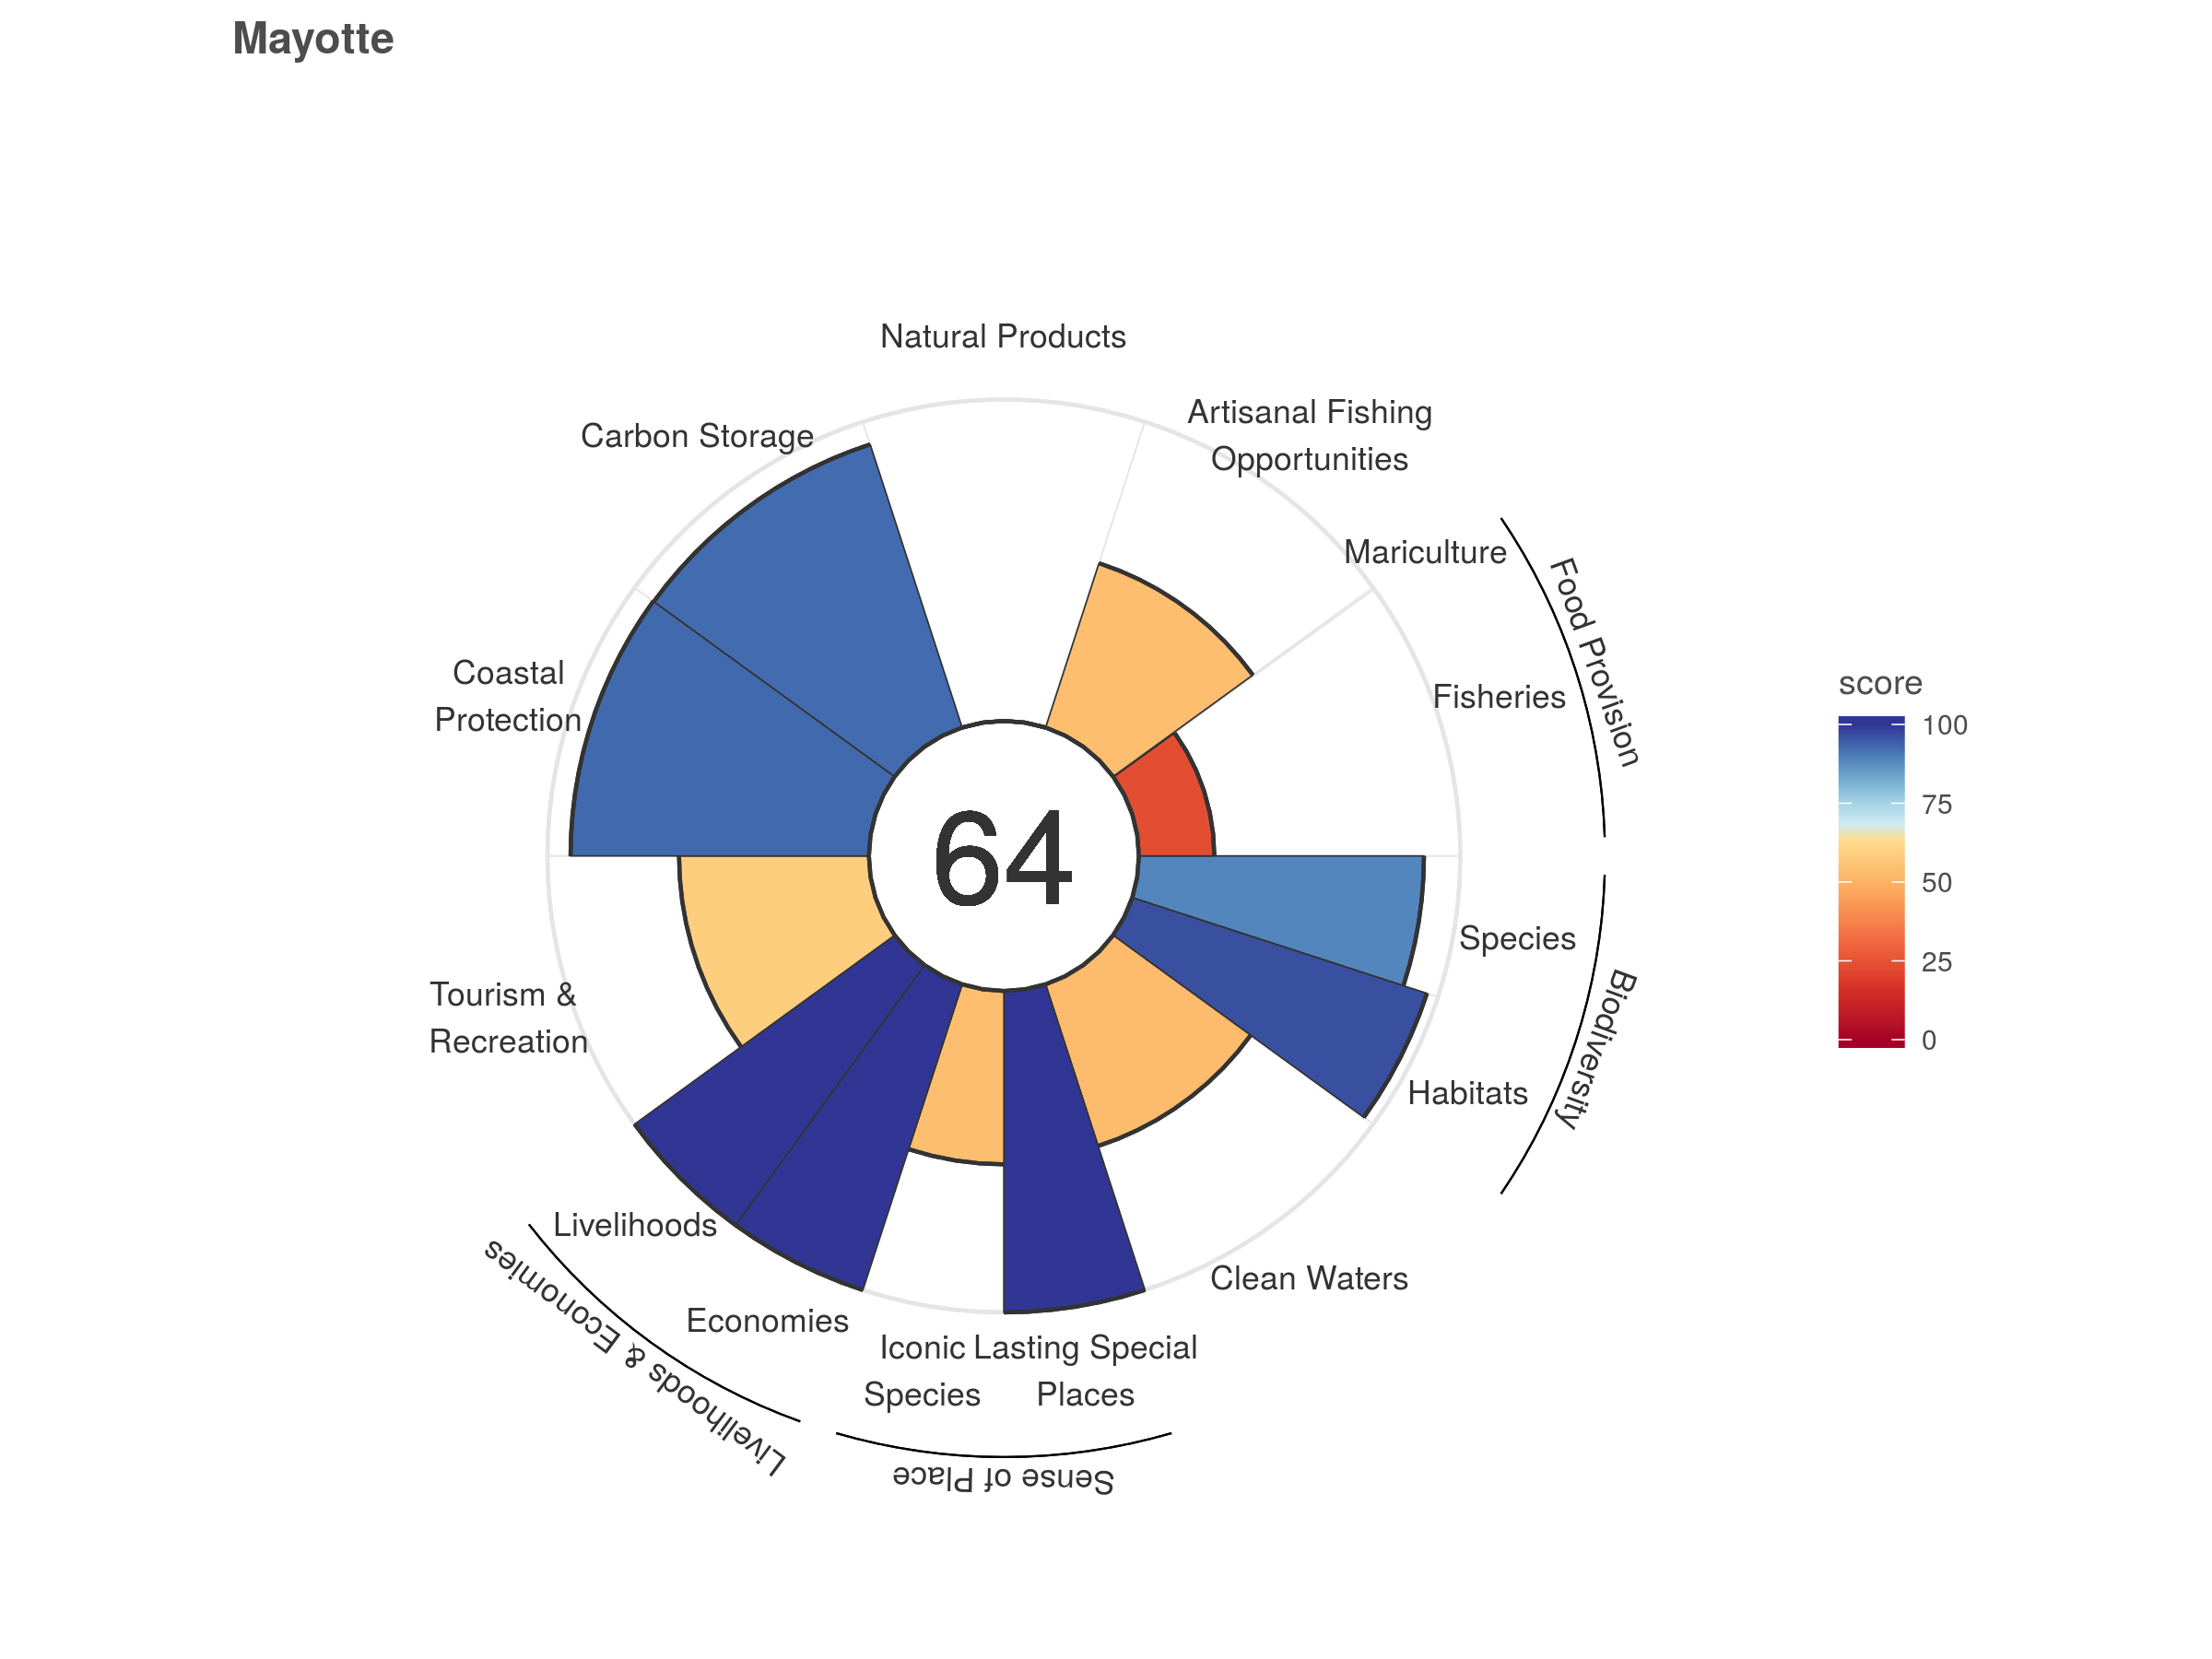 Mayotte
Natural Products
Artisanal Fishing
Opportunities
Carbon Storage
Mariculture
Food Provision
Fisheries
Coastal
Protection
score
100
75
50
25
0
64
Species
Biodiversity
Habitats
Tourism &
Recreation
Livelihoods
Livelihoods & Economies
Economies
Clean Waters
Iconic
Species
Lasting Special
Places
Sense of Place